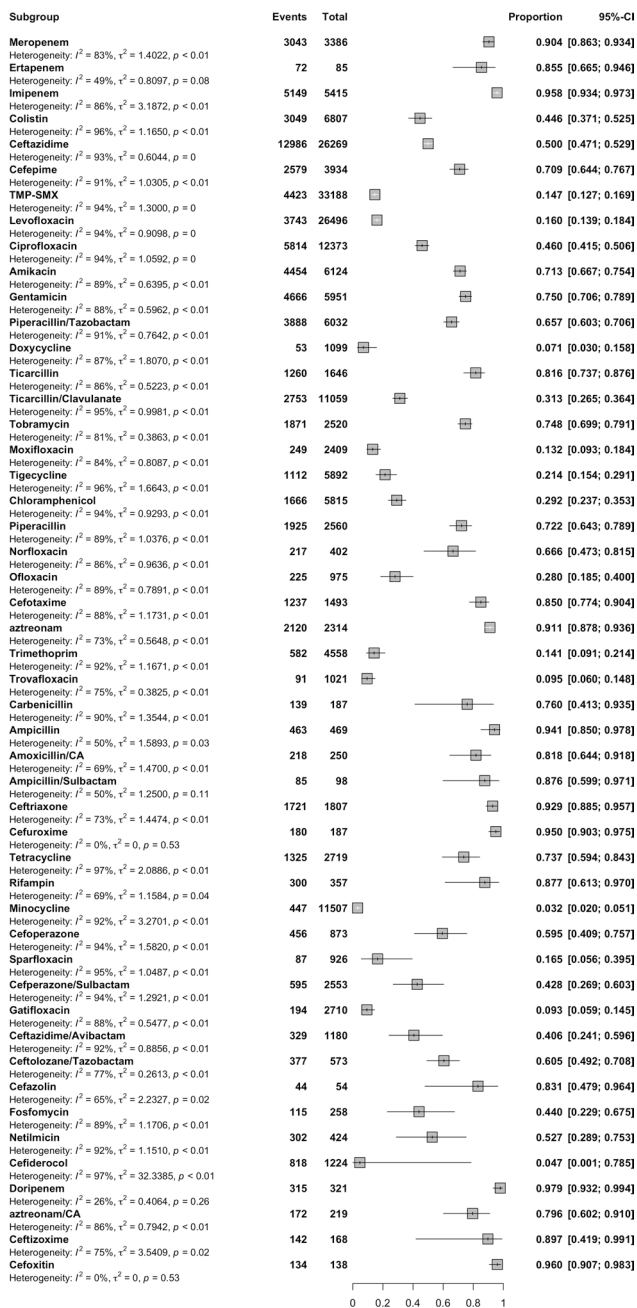 Subgroup Events Total Proportion 95%-CI
Meropenem 3043 3386 0.904 [0.863; 0.934]
Heterogeneity: I² = 83%, τ² = 1.4022, p < 0.01
Ertapenem 72 85 0.855 [0.665; 0.946]
Heterogeneity: I² = 49%, τ² = 0.8097, p = 0.08
Imipenem 5149 5415 0.958 [0.934; 0.973]
Heterogeneity: I² = 86%, τ² = 3.1872, p < 0.01
Colistin 3049 6807 0.446 [0.371; 0.525]
Heterogeneity: I² = 96%, τ² = 1.1650, p < 0.01
Ceftazidime 12986 26269 0.500 [0.471; 0.529]
Heterogeneity: I² = 93%, τ² = 0.6044, p = 0
Cefepime 2579 3934 0.709 [0.644; 0.767]
Heterogeneity: I² = 91%, τ² = 1.0305, p < 0.01
TMP-SMX 4423 33188 0.147 [0.127; 0.169]
Heterogeneity: I² = 94%, τ² = 1.3000, p = 0
Levofloxacin 3743 26496 0.160 [0.139; 0.184]
Heterogeneity: I² = 94%, τ² = 0.9098, p = 0
Ciprofloxacin 5814 12373 0.460 [0.415; 0.506]
Heterogeneity: I² = 94%, τ² = 1.0592, p = 0
Amikacin 4454 6124 0.713 [0.667; 0.754]
Heterogeneity: I² = 89%, τ² = 0.6395, p < 0.01
Gentamicin 4666 5951 0.750 [0.706; 0.789]
Heterogeneity: I² = 88%, τ² = 0.5962, p < 0.01
Piperacillin/Tazobactam 3888 6032 0.657 [0.603; 0.706]
Heterogeneity: I² = 91%, τ² = 0.7642, p < 0.01
Doxycycline 53 1099 0.071 [0.030; 0.158]
Heterogeneity: I² = 87%, τ² = 1.8070, p < 0.01
Ticarcillin 1260 1646 0.816 [0.737; 0.876]
Heterogeneity: I² = 86%, τ² = 0.5223, p < 0.01
Ticarcillin/Clavulanate 2753 11059 0.313 [0.265; 0.364]
Heterogeneity: I² = 95%, τ² = 0.9981, p < 0.01
Tobramycin 1871 2520 0.748 [0.699; 0.791]
Heterogeneity: I² = 81%, τ² = 0.3863, p < 0.01
Moxifloxacin 249 2409 0.132 [0.093; 0.184]
Heterogeneity: I² = 84%, τ² = 0.8087, p < 0.01
Tigecycline 1112 5892 0.214 [0.154; 0.291]
Heterogeneity: I² = 96%, τ² = 1.6643, p < 0.01
Chloramphenicol 1666 5815 0.292 [0.237; 0.353]
Heterogeneity: I² = 94%, τ² = 0.9293, p < 0.01
Piperacillin 1925 2560 0.722 [0.643; 0.789]
Heterogeneity: I² = 89%, τ² = 1.0376, p < 0.01
Norfloxacin 217 402 0.666 [0.473; 0.815]
Heterogeneity: I² = 86%, τ² = 0.9636, p < 0.01
Ofloxacin 225 975 0.280 [0.185; 0.400]
Heterogeneity: I² = 89%, τ² = 0.7891, p < 0.01
Cefotaxime 1237 1493 0.850 [0.774; 0.904]
Heterogeneity: I² = 88%, τ² = 1.1731, p < 0.01
aztreonam 2120 2314 0.911 [0.878; 0.936]
Heterogeneity: I² = 73%, τ² = 0.5648, p < 0.01
Trimethoprim 582 4558 0.141 [0.091; 0.214]
Heterogeneity: I² = 92%, τ² = 1.1671, p < 0.01
Trovafloxacin 91 1021 0.095 [0.060; 0.148]
Heterogeneity: I² = 75%, τ² = 0.3825, p < 0.01
Carbenicillin 139 187 0.760 [0.413; 0.935]
Heterogeneity: I² = 90%, τ² = 1.3544, p < 0.01
Ampicillin 463 469 0.941 [0.850; 0.978]
Heterogeneity: I² = 50%, τ² = 1.5893, p = 0.03
Amoxicillin/CA 218 250 0.818 [0.644; 0.918]
Heterogeneity: I² = 69%, τ² = 1.4700, p < 0.01
Ampicillin/Sulbactam 85 98 0.876 [0.599; 0.971]
Heterogeneity: I² = 50%, τ² = 1.2500, p = 0.11
Ceftriaxone 1721 1807 0.929 [0.885; 0.957]
Heterogeneity: I² = 73%, τ² = 1.4474, p < 0.01
Cefuroxime 180 187 0.950 [0.903; 0.975]
Heterogeneity: I² = 0%, τ² = 0, p = 0.53
Tetracycline 1325 2719 0.737 [0.594; 0.843]
Heterogeneity: I² = 97%, τ² = 2.0886, p < 0.01
Rifampin 300 357 0.877 [0.613; 0.970]
Heterogeneity: I² = 69%, τ² = 1.1584, p = 0.04
Minocycline 447 11507 0.032 [0.020; 0.051]
Heterogeneity: I² = 92%, τ² = 3.2701, p < 0.01
Cefoperazone 456 873 0.595 [0.409; 0.757]
Heterogeneity: I² = 94%, τ² = 1.5820, p < 0.01
Sparfloxacin 87 926 0.165 [0.056; 0.395]
Heterogeneity: I² = 95%, τ² = 1.0487, p < 0.01
Cefperazone/Sulbactam 595 2553 0.428 [0.269; 0.603]
Heterogeneity: I² = 94%, τ² = 1.2921, p < 0.01
Gatifloxacin 194 2710 0.093 [0.059; 0.145]
Heterogeneity: I² = 88%, τ² = 0.5477, p < 0.01
Ceftazidime/Avibactam 329 1180 0.406 [0.241; 0.596]
Heterogeneity: I² = 92%, τ² = 0.8856, p < 0.01
Ceftolozane/Tazobactam 377 573 0.605 [0.492; 0.708]
Heterogeneity: I² = 77%, τ² = 0.2613, p < 0.01
Cefazolin 44 54 0.831 [0.479; 0.964]
Heterogeneity: I² = 65%, τ² = 2.2327, p = 0.02
Fosfomycin 115 258 0.440 [0.229; 0.675]
Heterogeneity: I² = 89%, τ² = 1.1706, p < 0.01
Netilmicin 302 424 0.527 [0.289; 0.753]
Heterogeneity: I² = 92%, τ² = 1.1510, p < 0.01
Cefiderocol 818 1224 0.047 [0.001; 0.785]
Heterogeneity: I² = 97%, τ² = 32.3385, p < 0.01
Doripenem 315 321 0.979 [0.932; 0.994]
Heterogeneity: I² = 26%, τ² = 0.4064, p = 0.26
aztreonam/CA 172 219 0.796 [0.602; 0.910]
Heterogeneity: I² = 86%, τ² = 0.7942, p < 0.01
Ceftizoxime 142 168 0.897 [0.419; 0.991]
Heterogeneity: I² = 75%, τ² = 3.5409, p = 0.02
Cefoxitin 134 138 0.960 [0.907; 0.983]
Heterogeneity: I² = 0%, τ² = 0, p = 0.53
0 0.2 0.4 0.6 0.8 1